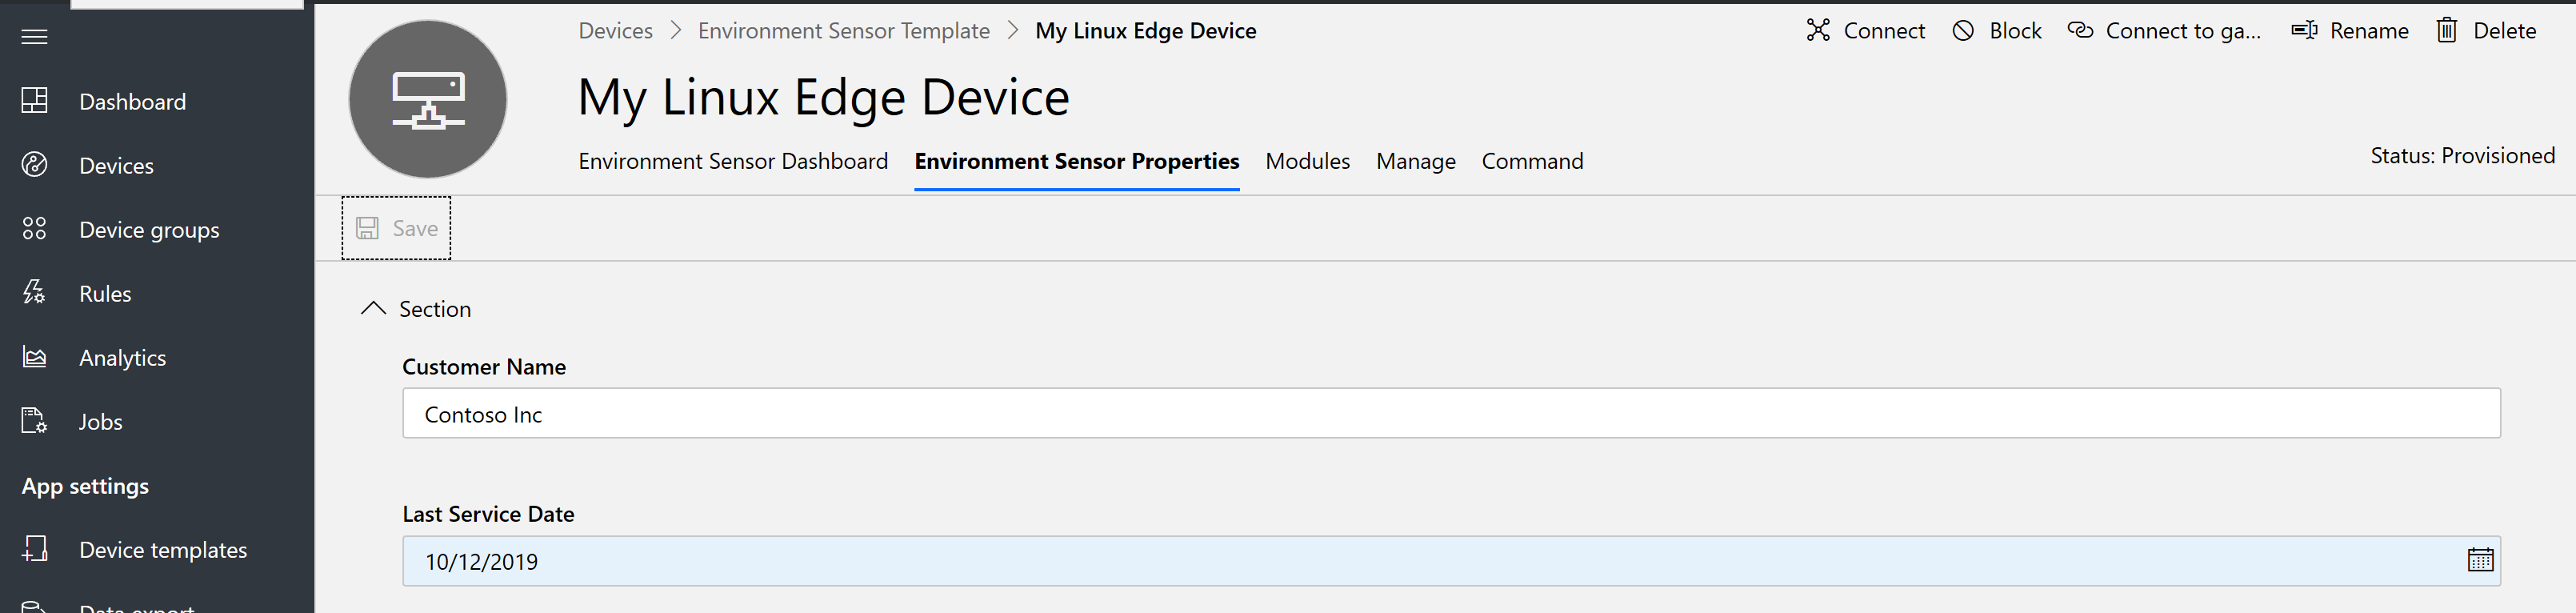 Devices > Environment Sensor Template > My Linux Edge Device
Connect
Block
Connect to ga...
Rename
Delete
My Linux Edge Device
Environment Sensor Dashboard
Environment Sensor Properties
Modules
Manage
Command
Status: Provisioned
Dashboard
Devices
Device groups
Rules
Analytics
Jobs
App settings
Device templates
Data export
Save
Section
Customer Name
Contoso Inc
Last Service Date
10/12/2019